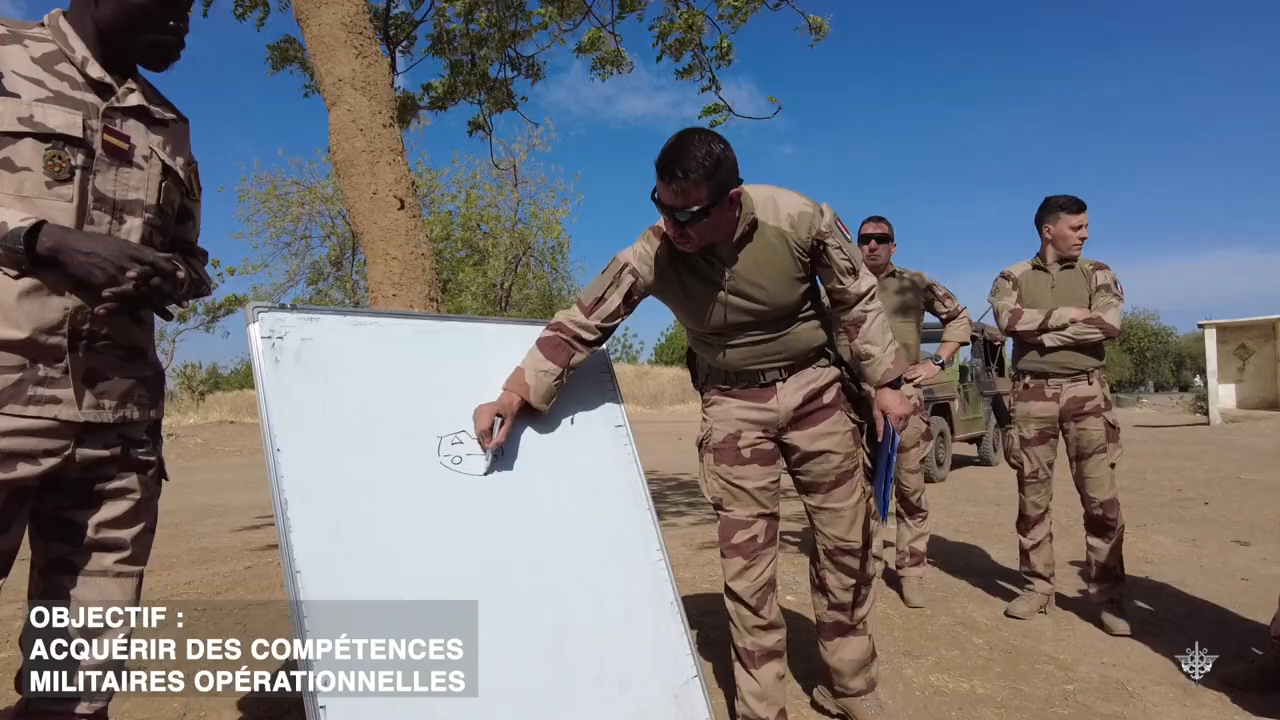 OBJECTIF :
ACQUÉRIR DES COMPÉTENCES
MILITAIRES OPÉRATIONNELLES